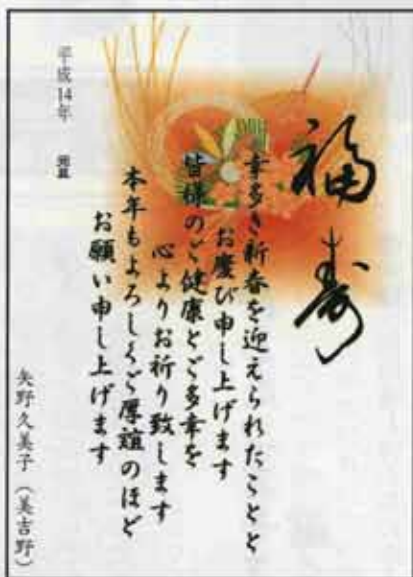 福寿
幸多き新春を迎えられたことと
お慶び申し上げます
皆様のご健康とご多幸を
心よりお祈り致します
本年もよろしくご厚誼のほど
お願い申し上げます
平成14年 元旦
矢野久美子（美吉野）